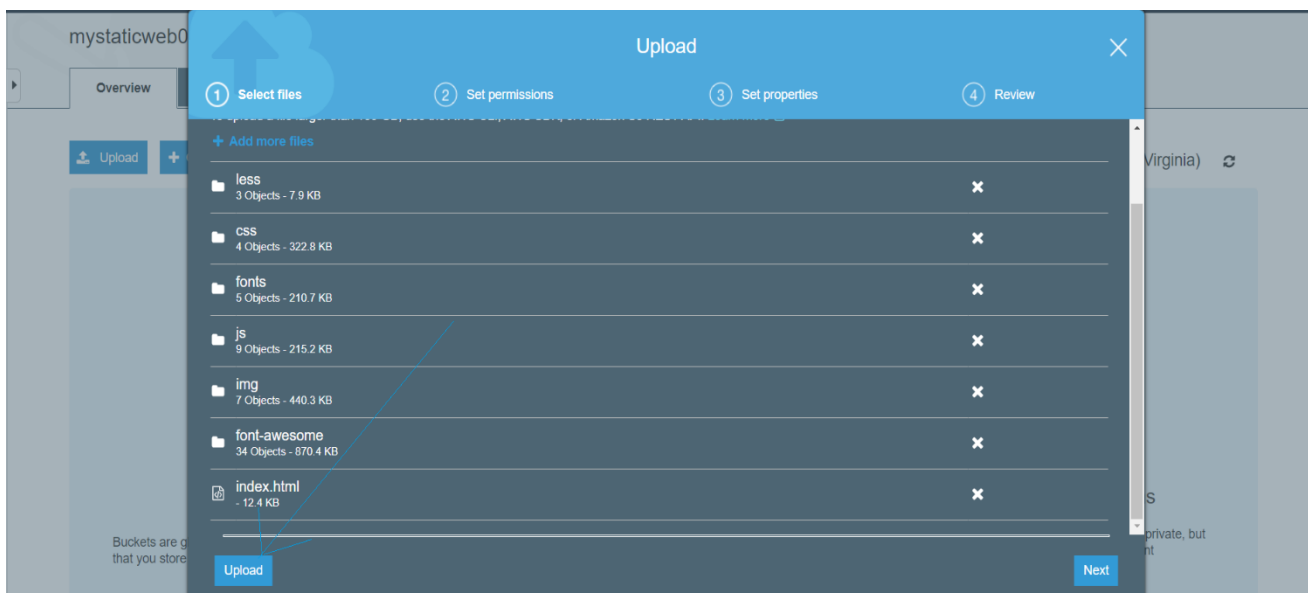 mystaticweb0
Upload
Overview
1 Select files
2 Set permissions
3 Set properties
4 Review
+ Add more files
Upload
Virginia)
less
3 Objects - 7.9 KB
css
4 Objects - 322.8 KB
fonts
5 Objects - 210.7 KB
js
9 Objects - 215.2 KB
img
7 Objects - 440.3 KB
font-awesome
34 Objects - 870.4 KB
index.html
- 12.4 KB
s
Buckets are g
private, but
that you store
nt
Upload
Next